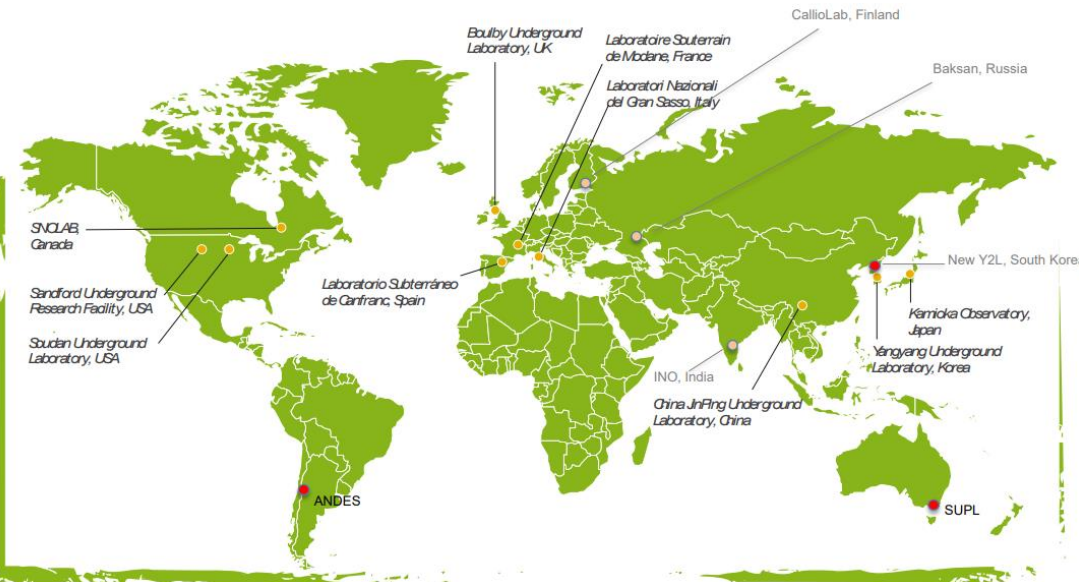 CallioLab, Finland
Boulby Underground
Laboratory, UK
Laboratoire Souterrain
de Modane, France
Baksan, Russia
Laboratori Nazionali
del Gran Sasso, Italy
SNOLAB,
Canada
New Y2L, South Korea
Laboratorio Subterráneo
de Canfranc, Spain
Sandford Underground
Research Facility, USA
Kamioka Observatory,
Japan
Soudan Underground
Laboratory, USA
Yangyang Underground
Laboratory, Korea
INO, India
China JinPing Underground
Laboratory, China
ANDES
SUPL